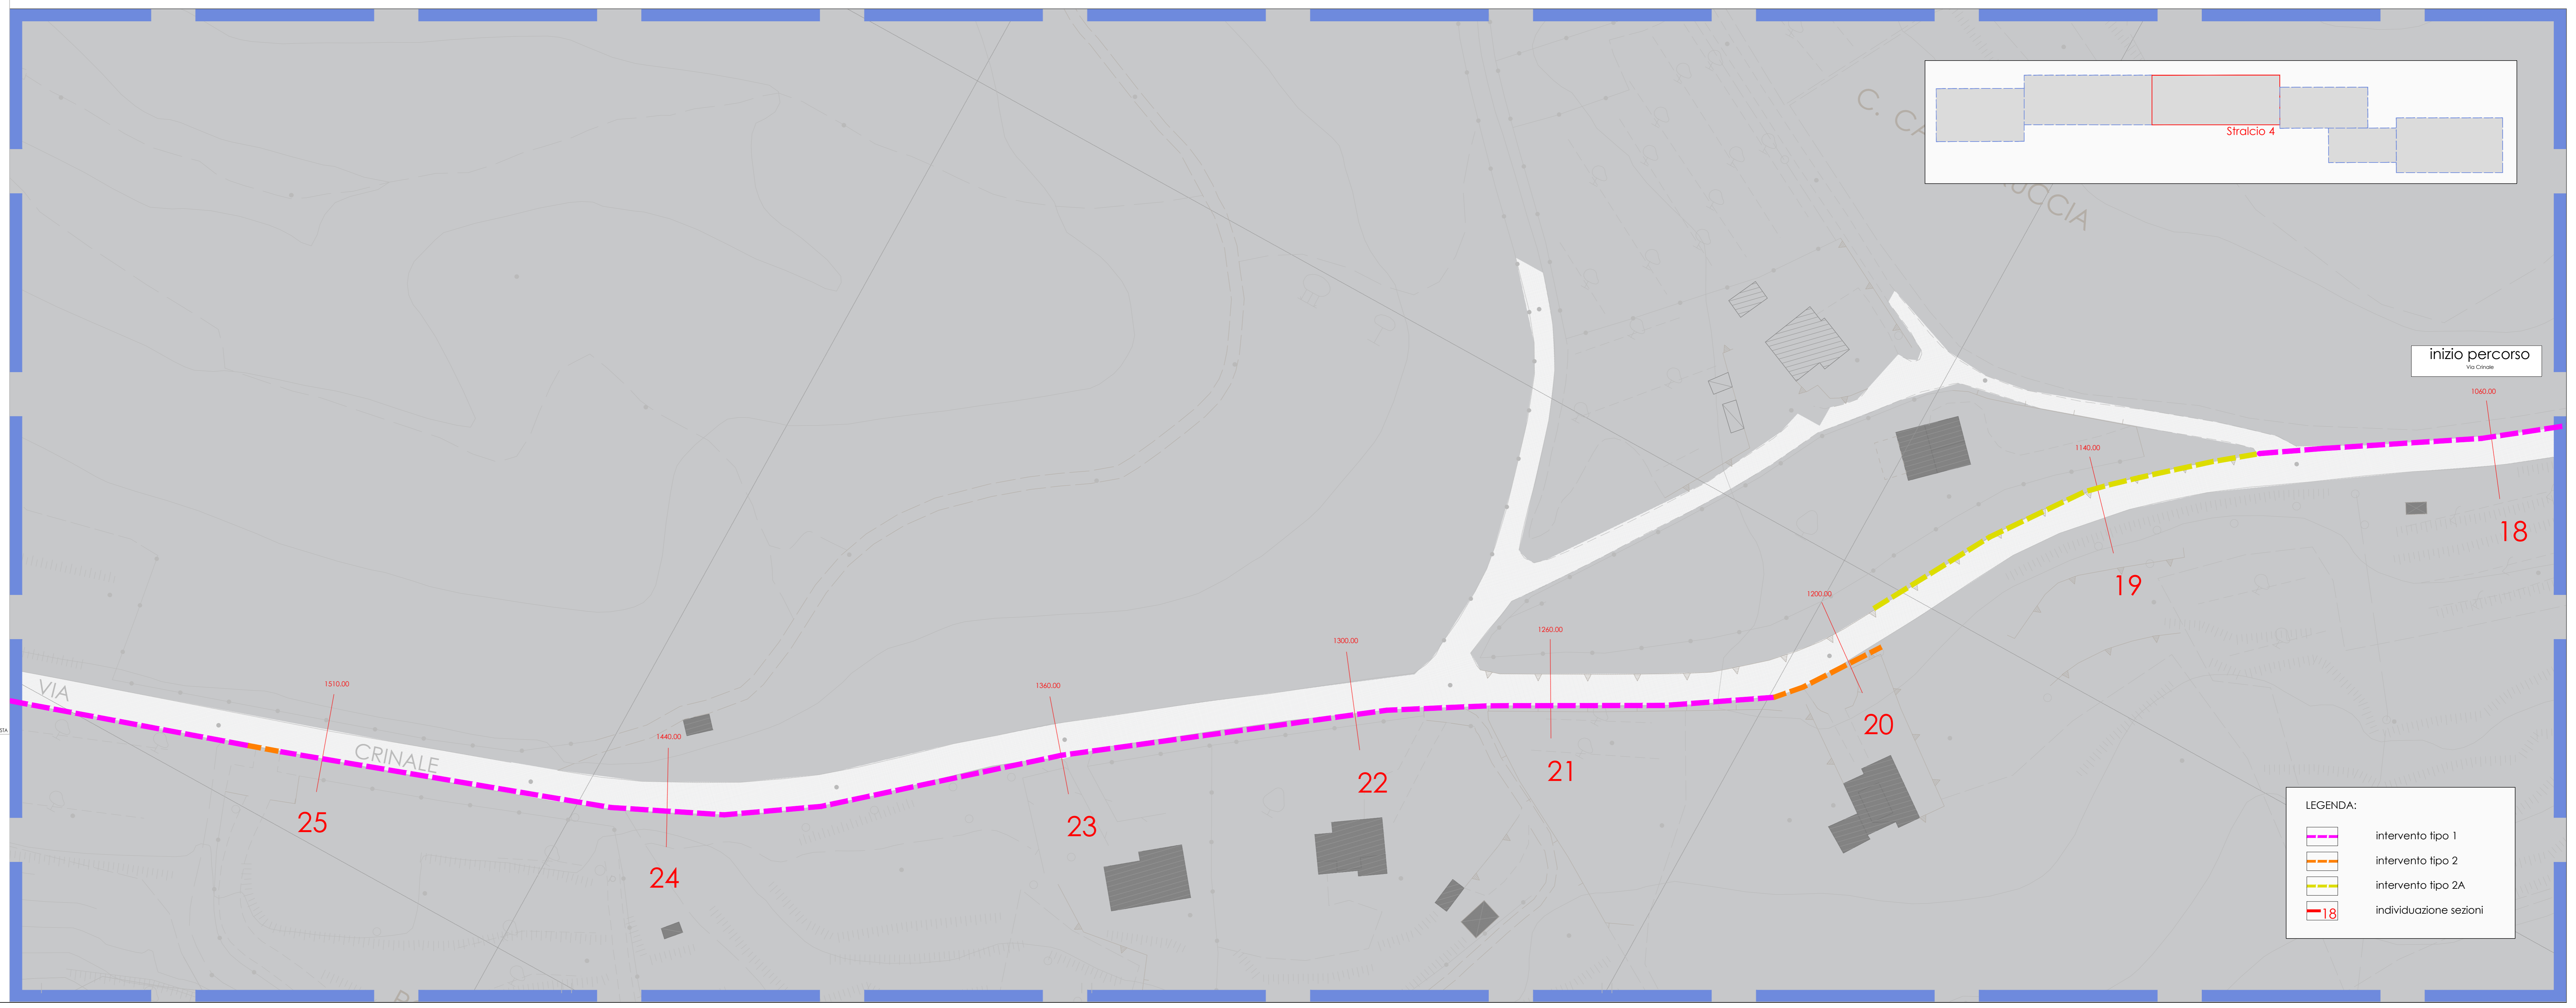 C. CA
UCCIA
Stralcio 4
inizio percorso
Via Crinale
1060.00
18
1140.00
19
1200.00
20
1260.00
21
1300.00
22
1360.00
23
1440.00
24
1510.00
25
VIA
CRINALE
STA
LEGENDA:
intervento tipo 1
intervento tipo 2
intervento tipo 2A
18 individuazione sezioni